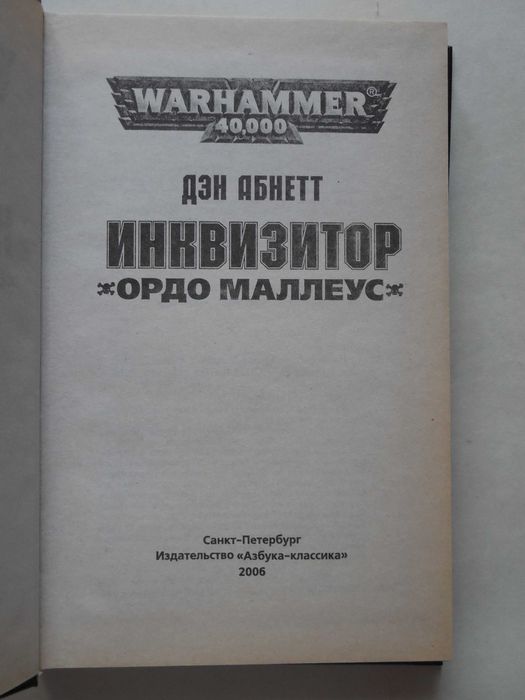 WARHAMMER®
40,000
ДЭН АБНЕТТ
ИНКВИЗИТОР
ОРДО МАЛЛЕУС
Санкт-Петербург
Издательство «Азбука-классика»
2006